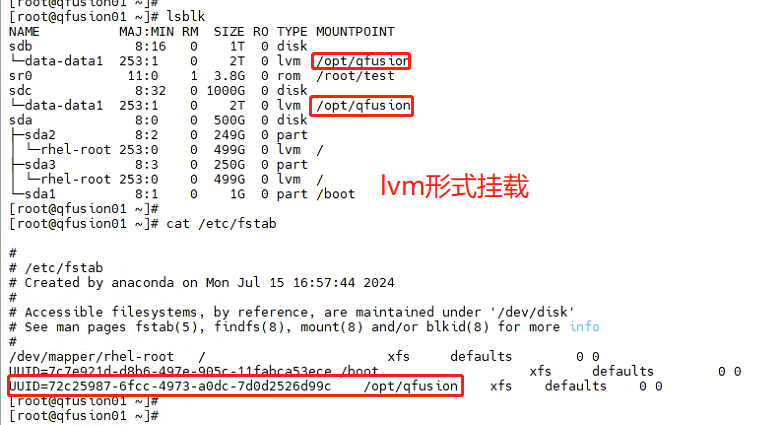 [root@qfusion01 ~]#
[root@qfusion01 ~]# lsblk
NAME MAJ:MIN RM SIZE RO TYPE MOUNTPOINT
sdb 8:16 0 1T 0 disk
└─data-data1 253:1 0 2T 0 lvm /opt/qfusion
sr0 11:0 1 3.8G 0 rom /root/test
sdc 8:32 0 1000G 0 disk
└─data-data1 253:1 0 2T 0 lvm /opt/qfusion
sda 8:0 0 500G 0 disk
├─sda2 8:2 0 249G 0 part
│ └─rhel-root 253:0 0 499G 0 lvm /
├─sda3 8:3 0 250G 0 part
│ └─rhel-root 253:0 0 499G 0 lvm /
└─sda1 8:1 0 1G 0 part /boot
lvm形式挂载
[root@qfusion01 ~]#
[root@qfusion01 ~]# cat /etc/fstab
#
# /etc/fstab
# Created by anaconda on Mon Jul 15 16:57:44 2024
#
# Accessible filesystems, by reference, are maintained under '/dev/disk'
# See man pages fstab(5), findfs(8), mount(8) and/or blkid(8) for more info
#
/dev/mapper/rhel-root / xfs defaults 0 0
UUID=7c7e921d-d8b6-497e-905c-11fabca53ece /boot xfs defaults 0 0
UUID=72c25987-6fcc-4973-a0dc-7d0d2526d99c /opt/qfusion xfs defaults 0 0
[root@qfusion01 ~]#
[root@qfusion01 ~]#